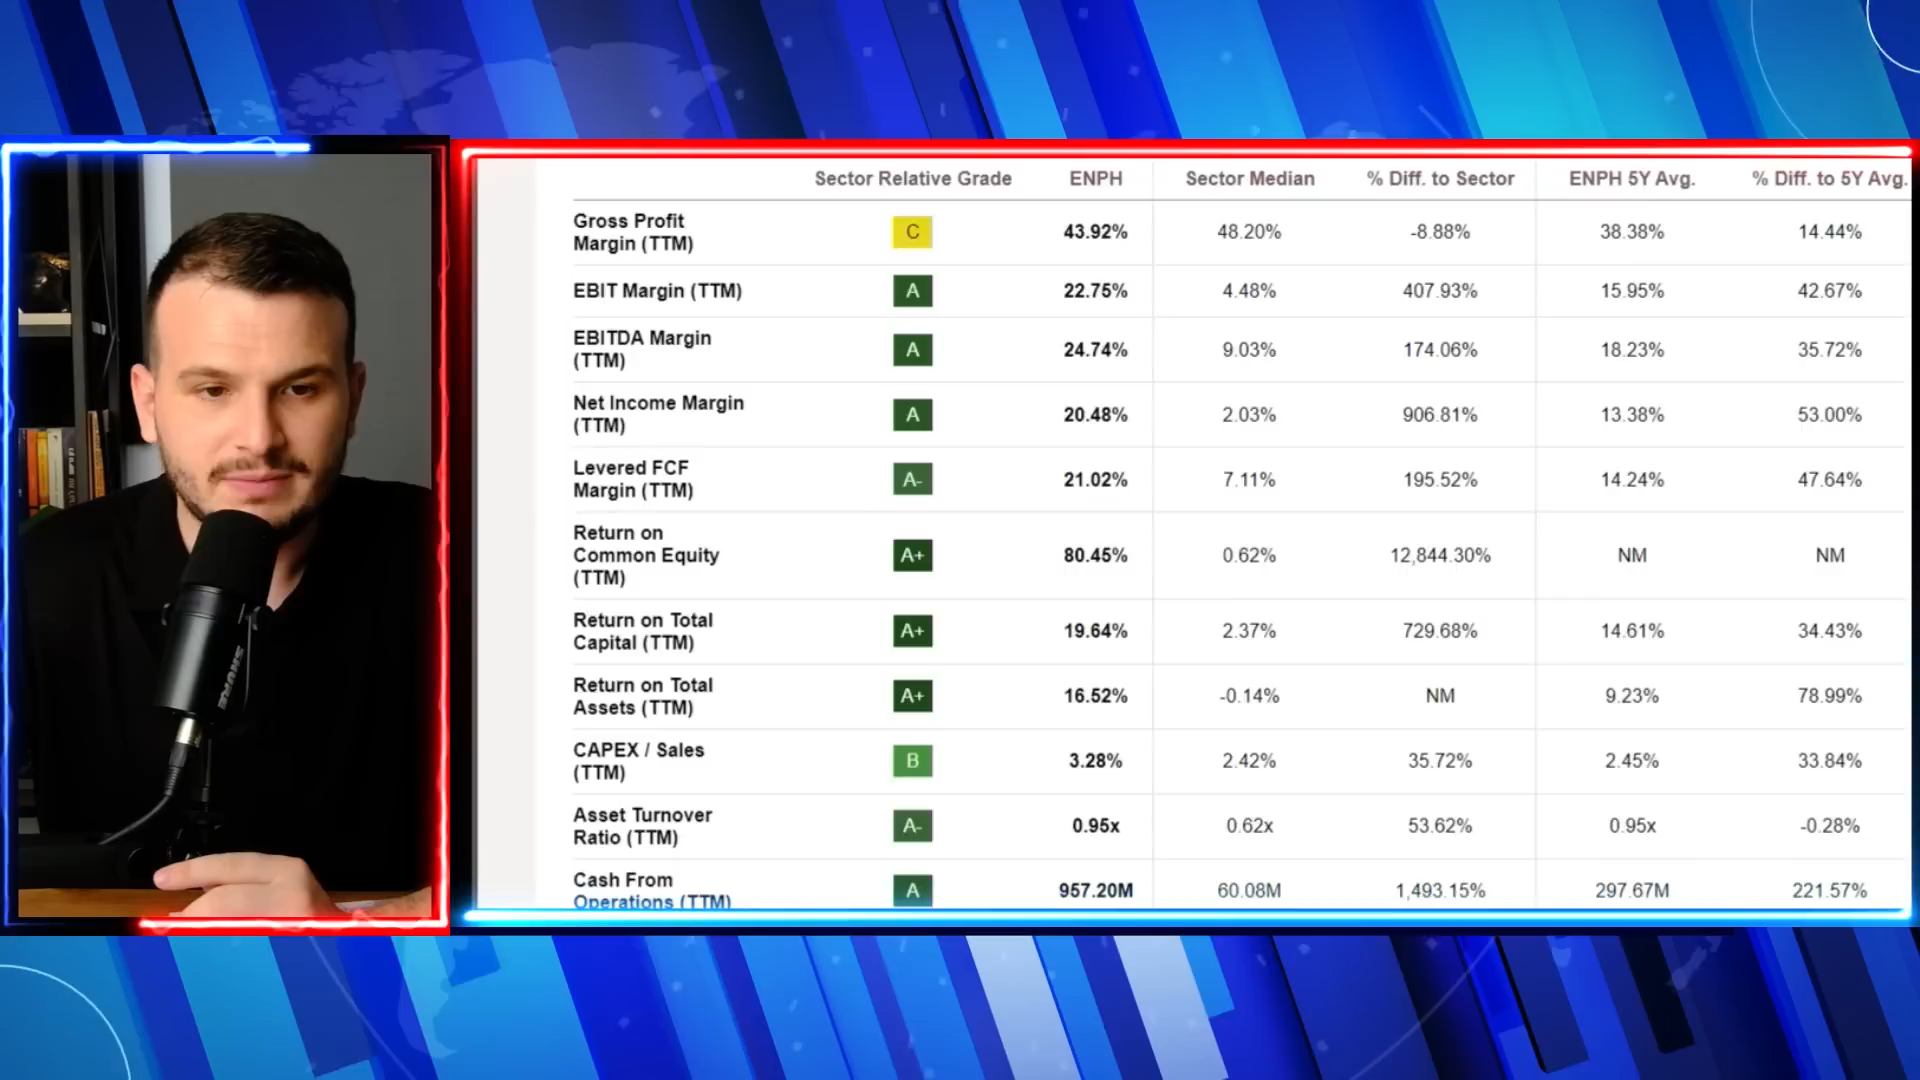 Sector Relative Grade ENPH Sector Median % Diff. to Sector ENPH 5Y Avg. % Diff. to 5Y Avg.
Gross Profit
Margin (TTM) C 43.92% 48.20% -8.88% 38.38% 14.44%
EBIT Margin (TTM) A 22.75% 4.48% 407.93% 15.95% 42.67%
EBITDA Margin
(TTM) A 24.74% 9.03% 174.06% 18.23% 35.72%
Net Income Margin
(TTM) A 20.48% 2.03% 906.81% 13.38% 53.00%
Levered FCF
Margin (TTM) A- 21.02% 7.11% 195.52% 14.24% 47.64%
Return on
Common Equity
(TTM) A+ 80.45% 0.62% 12,844.30% NM NM
Return on Total
Capital (TTM) A+ 19.64% 2.37% 729.68% 14.61% 34.43%
Return on Total
Assets (TTM) A+ 16.52% -0.14% NM 9.23% 78.99%
CAPEX / Sales
(TTM) B 3.28% 2.42% 35.72% 2.45% 33.84%
Asset Turnover
Ratio (TTM) A- 0.95x 0.62x 53.62% 0.95x -0.28%
Cash From
Operations (TTM) A 957.20M 60.08M 1,493.15% 297.67M 221.57%
SHURE